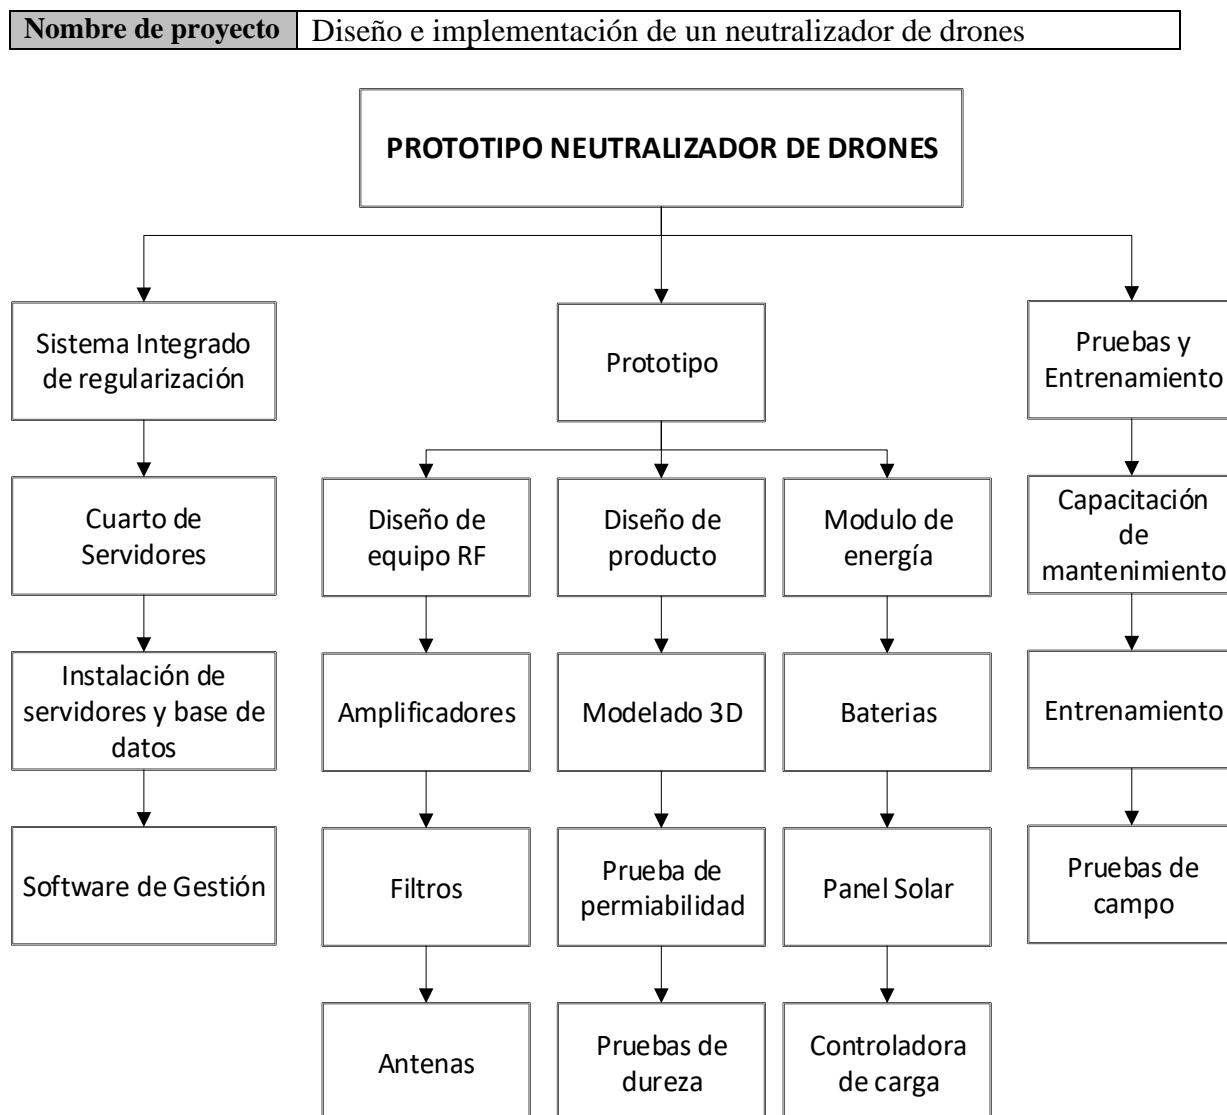 Nombre de proyecto Diseño e implementación de un neutralizador de drones
PROTOTIPO NEUTRALIZADOR DE DRONES
Sistema Integrado
de regularización
Prototipo
Pruebas y
Entrenamiento
Cuarto de
Servidores
Diseño de
equipo RF
Diseño de
producto
Modulo de
energía
Capacitación
de
mantenimiento
Instalación de
servidores y base de
datos
Amplificadores
Modelado 3D
Baterias
Entrenamiento
Software de Gestión
Filtros
Prueba de
permiabilidad
Panel Solar
Pruebas de
campo
Antenas
Pruebas de
dureza
Controladora
de carga